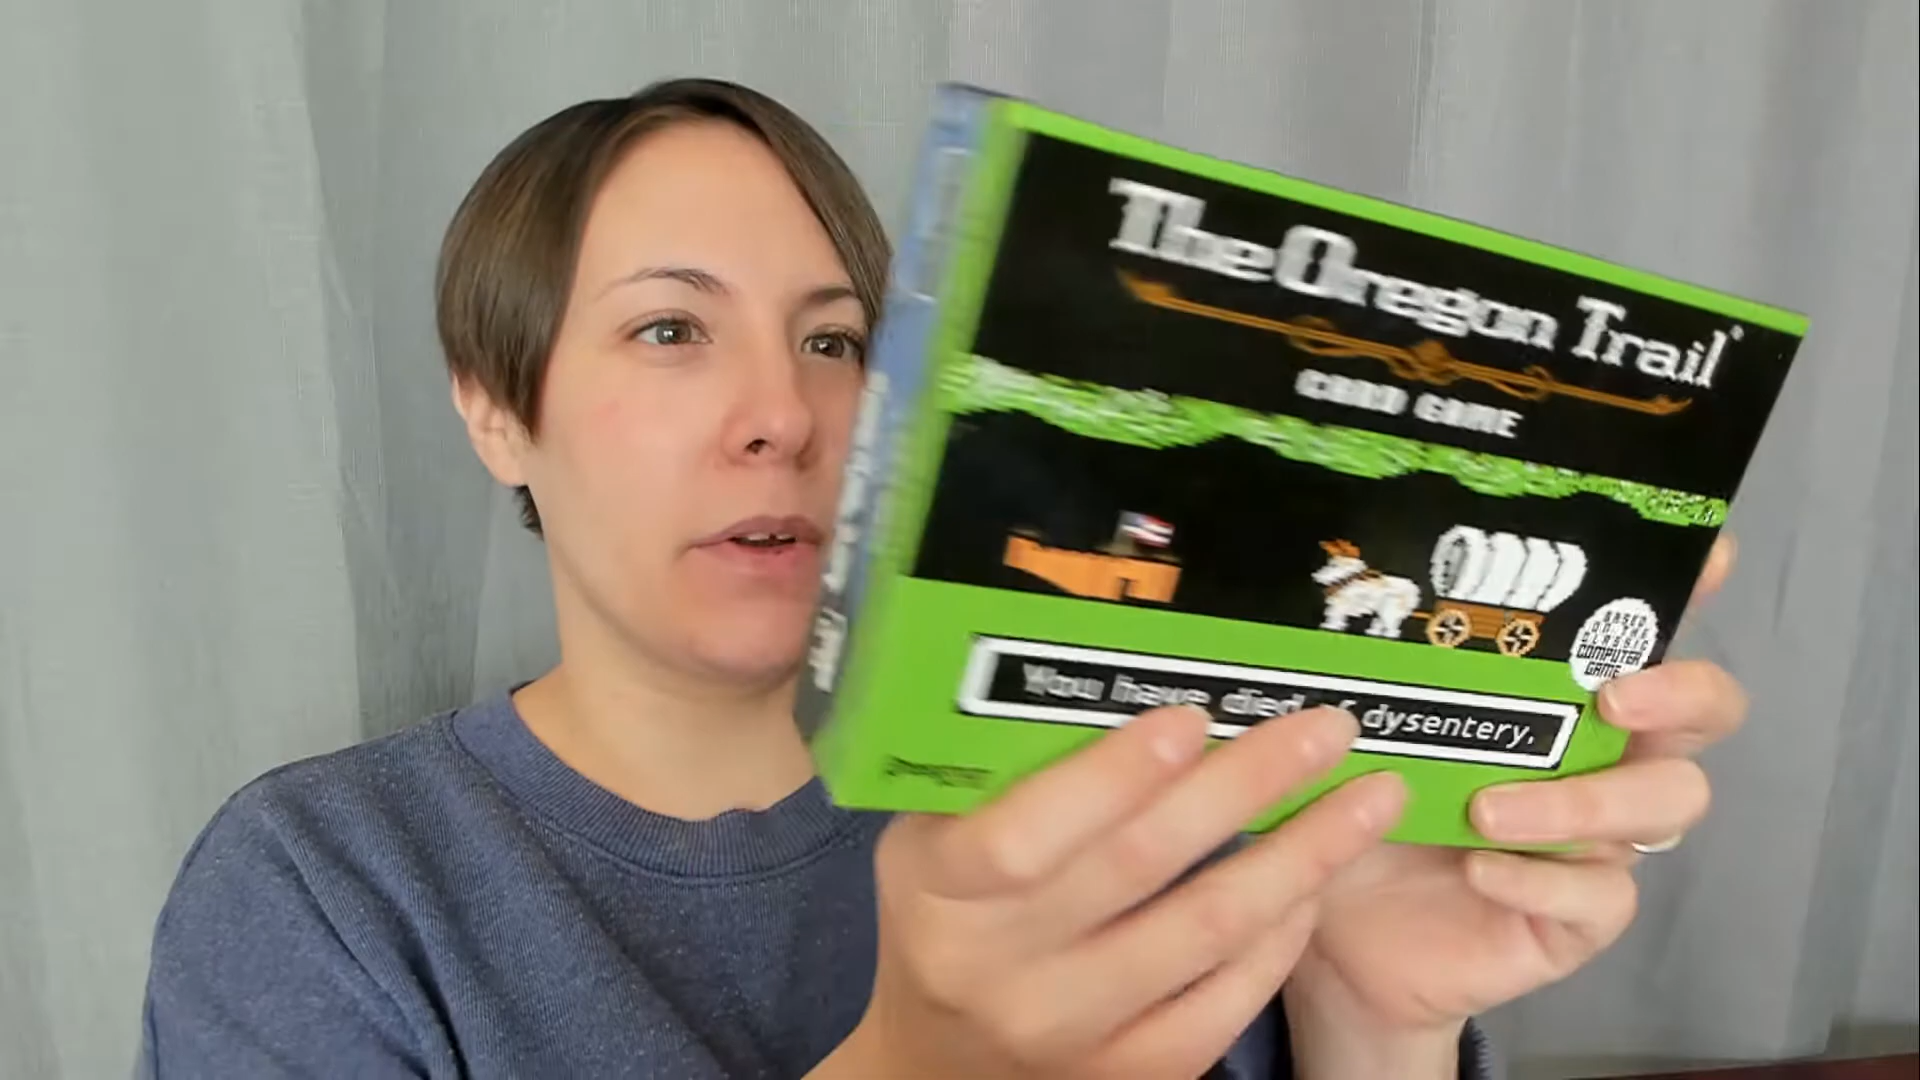 The Oregon Trail
CARD GAME
BASED
ON THE
CLASSIC
COMPUTER
GAME
You have died of dysentery.